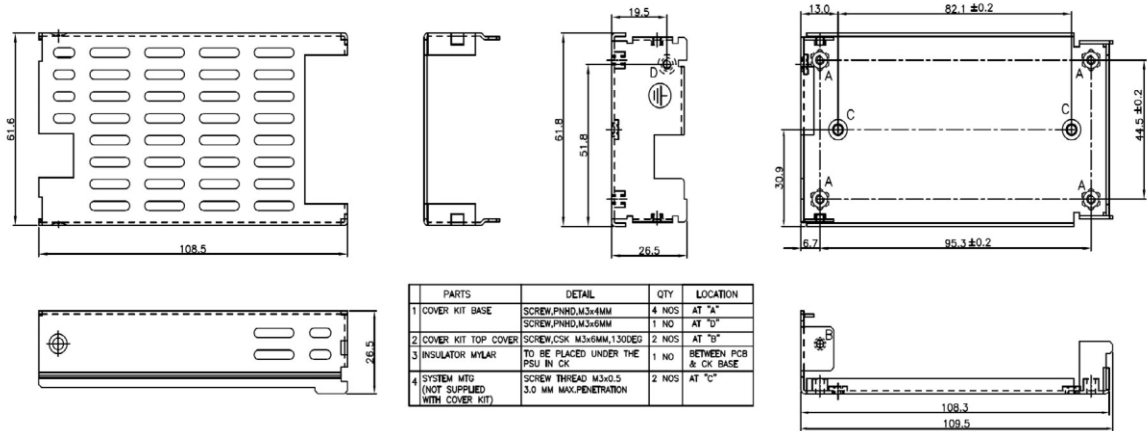 19.5
13.0
82.1 ±0.2
61.6
108.5
D
61.8
51.8
26.5
A
A
C
C
A
A
44.5 ±0.2
30.9
6.7
95.3 ±0.2
26.5
PARTS DETAIL QTY LOCATION
1 COVER KIT BASE SCREW,PNHD,M3x4MM 4 NOS AT "A"
SCREW,PNHD,M3x6MM 1 NO AT "D"
2 COVER KIT TOP COVER SCREW,CSK M3x6MM,130DEG 2 NOS AT "B"
3 INSULATOR MYLAR TO BE PLACED UNDER THE 1 NO BETWEEN PCB
PSU IN CK & CK BASE
4 SYSTEM MTG SCREW THREAD M3x0.5 2 NOS AT "C"
(NOT SUPPLIED 3.0 MM MAX.PENETRATION
WITH COVER KIT)
B
108.3
109.5